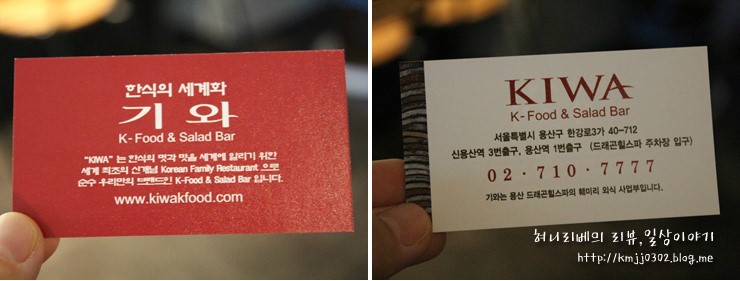 한식의 세계화
기와
K-Food & Salad Bar
"KIWA" 는 한식의 멋과 맛을 세계에 알리기 위한
세계 최초의 신개념 Korean Family Restaurant 으로
순수 우리만의 브랜드인 K-Food & Salad Bar 입니다.
www.kiwakfood.com
KIWA
K-Food & Salad Bar
서울특별시 용산구 한강로3가 40-712
신용산역 3번출구, 용산역 1번출구 (드래곤힐스파 주차장 입구)
02·710·7777
기와는 용산 드래곤힐스파의 훼미리 외식 사업부입니다.
허니리베의 리뷰,일상이야기
http://kmjj0302.blog.me